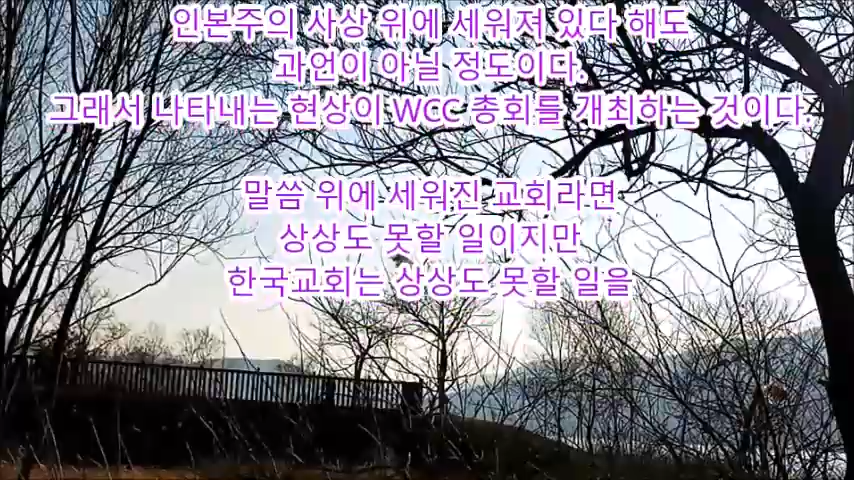 인본주의 사상 위에 세워져 있다 해도
과언이 아닐 정도이다.
그래서 나타내는 현상이 WCC 총회를 개최하는 것이다.
말씀 위에 세워진 교회라면
상상도 못할 일이지만
한국교회는 상상도 못할 일을